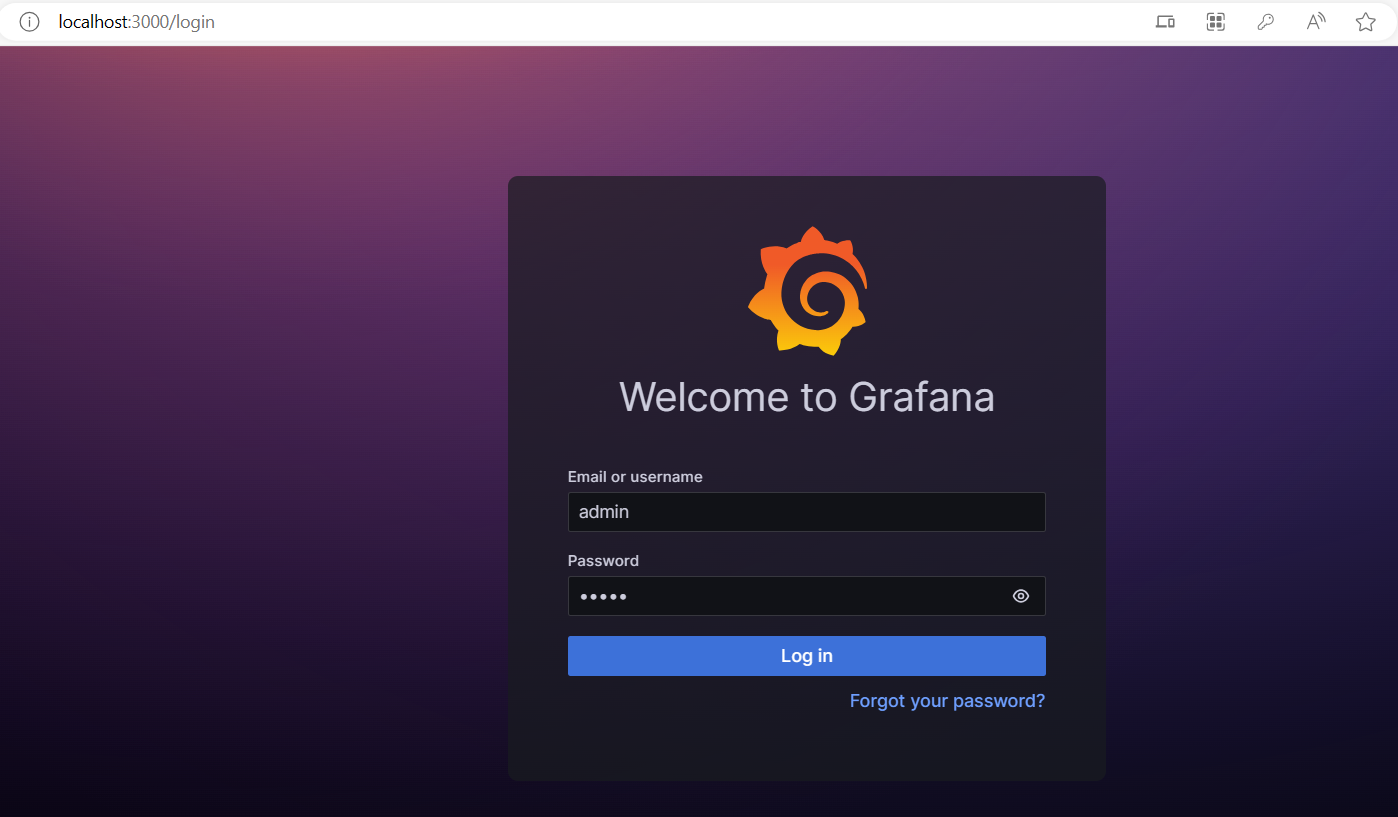 localhost:3000/login
Welcome to Grafana
Email or username
admin
Password
•••••
Log in
Forgot your password?